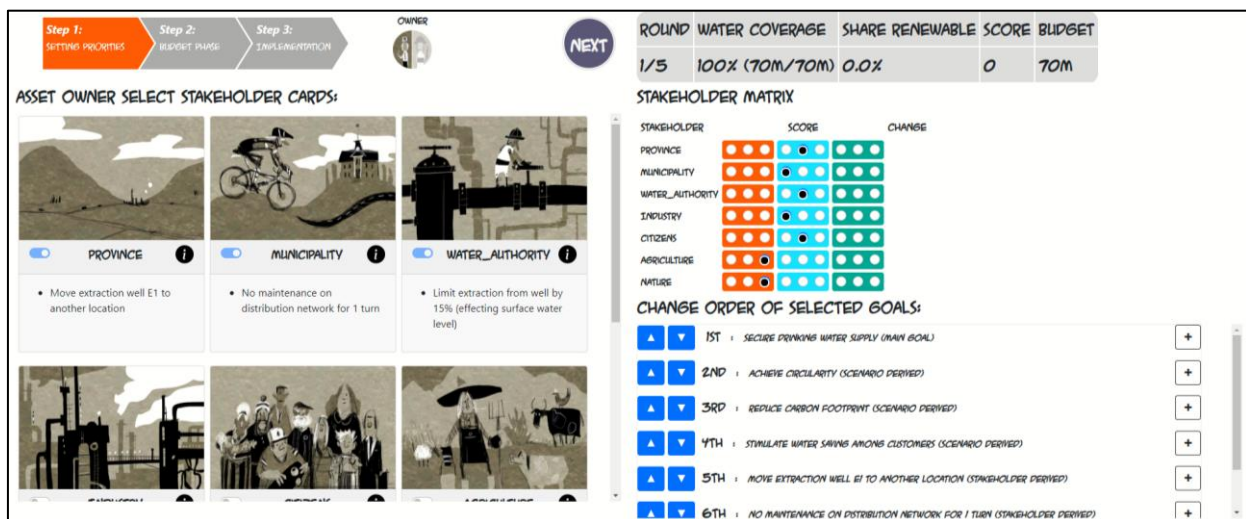 Step 1:
SETTING PRIORITIES
Step 2:
BUDGET PHASE
Step 3:
IMPLEMENTATION
OWNER
NEXT
ROUND WATER COVERAGE SHARE RENEWABLE SCORE BUDGET
1/5 100% (70M/70M) 0.0% 0 70M
ASSET OWNER SELECT STAKEHOLDER CARDS:
PROVINCE i
Move extraction well E1 to
another location
MUNICIPALITY i
No maintenance on
distribution network for 1 turn
WATER_AUTHORITY i
Limit extraction from well by
15% (effecting surface water
level)
INDUSTRY i
CITIZENS i
AGRICULTURE i
STAKEHOLDER MATRIX
STAKEHOLDER SCORE CHANGE
PROVINCE
MUNICIPALITY
WATER_AUTHORITY
INDUSTRY
CITIZENS
AGRICULTURE
NATURE
CHANGE ORDER OF SELECTED GOALS:
1ST : SECURE DRINKING WATER SUPPLY (MAIN GOAL) +
2ND : ACHIEVE CIRCULARITY (SCENARIO DERIVED) +
3RD : REDUCE CARBON FOOTPRINT (SCENARIO DERIVED) +
4TH : STIMULATE WATER SAVING AMONG CUSTOMERS (SCENARIO DERIVED) +
5TH : MOVE EXTRACTION WELL E1 TO ANOTHER LOCATION (STAKEHOLDER DERIVED) +
6TH : NO MAINTENANCE ON DISTRIBUTION NETWORK FOR 1 TURN (STAKEHOLDER DERIVED) +